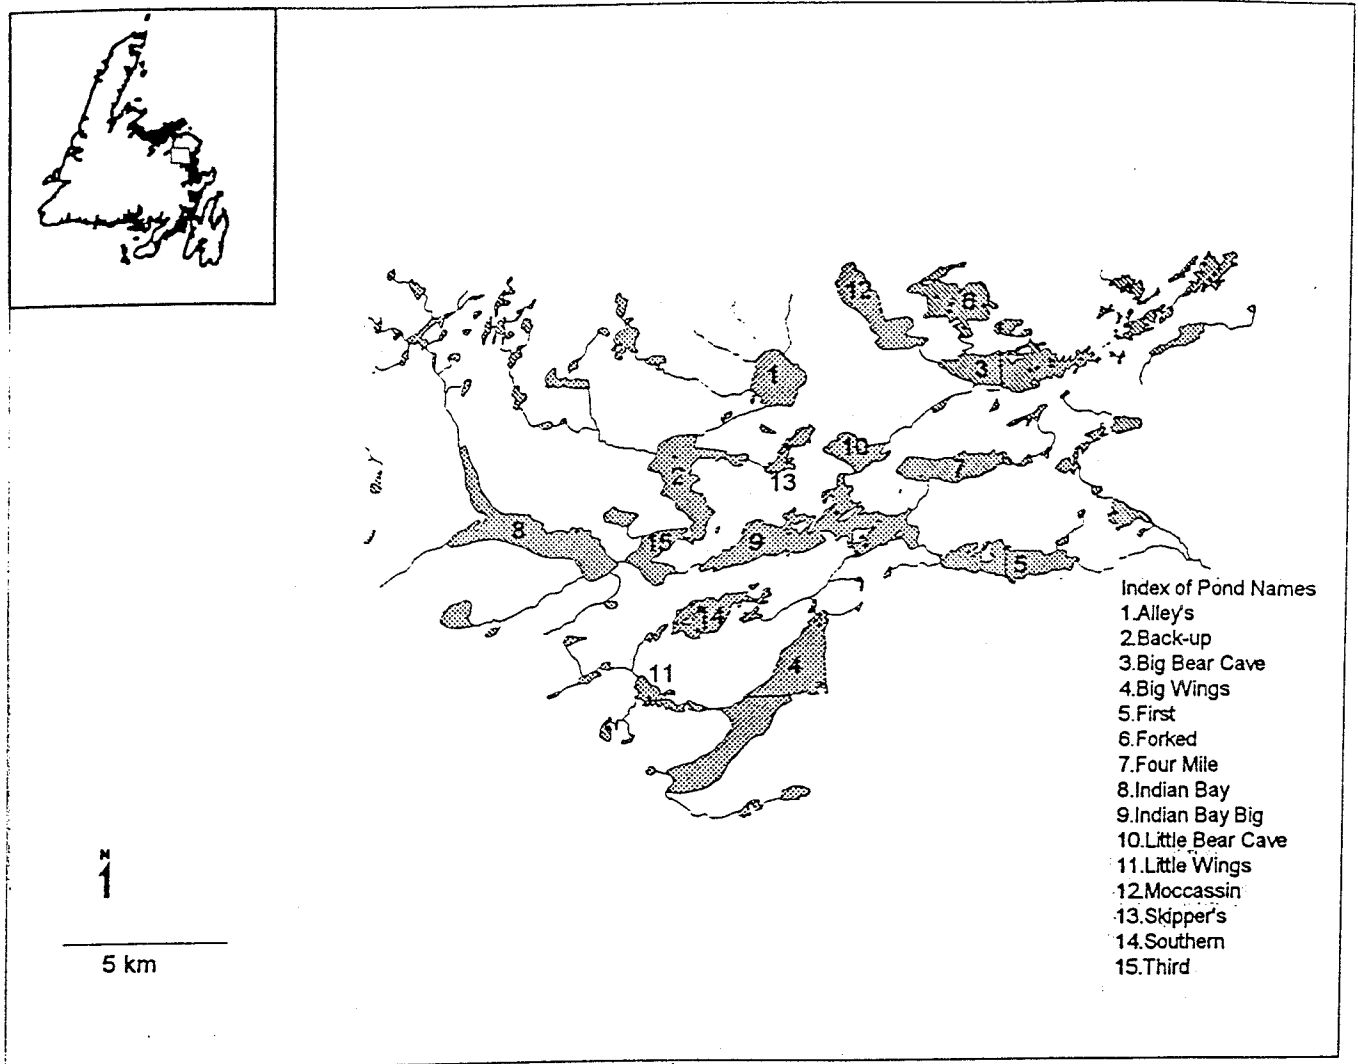 12
6
3
1
10
7
2
13
8
15
9
5
14
11
4
Index of Pond Names
1.Alley's
2.Back-up
3.Big Bear Cave
4.Big Wings
5.First
6.Forked
7.Four Mile
8.Indian Bay
9.Indian Bay Big
10.Little Bear Cave
11.Little Wings
12.Moccassin
13.Skipper's
14.Southern
15.Third
N
5 km